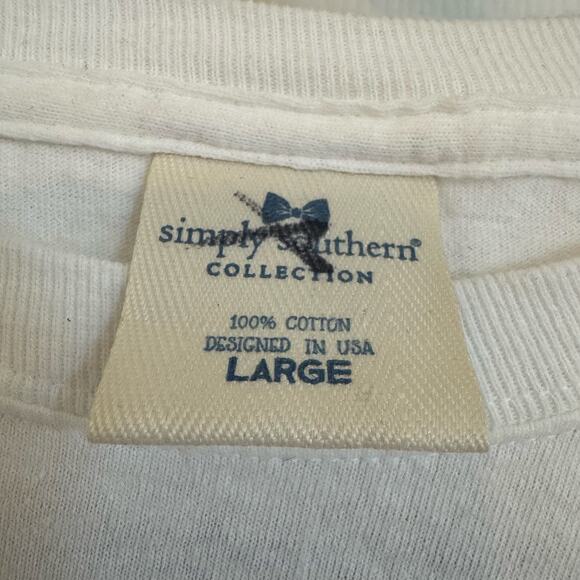 simply southern®
COLLECTION
100% COTTON
DESIGNED IN USA
LARGE